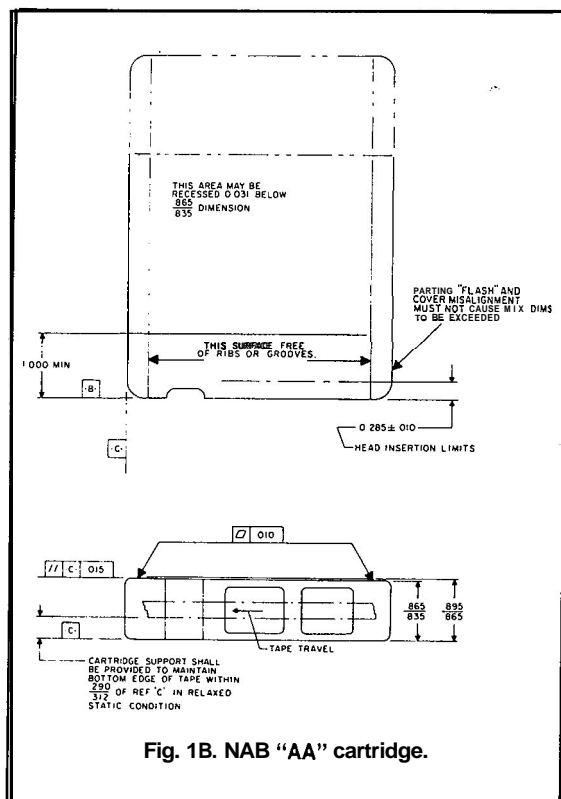 THIS AREA MAY BE
RECESSED 0 031 BELOW
865
835 DIMENSION
PARTING "FLASH" AND
COVER MISALIGNMENT
MUST NOT CAUSE MIX DIMS
TO BE EXCEEDED
THIS SURFACE FREE
OF RIBS OR GROOVES.
1 000 MIN
·B·
·C·
0 285 ± 010
HEAD INSERTION LIMITS
▱ 010
// C 015
·C·
865
835
895
865
TAPE TRAVEL
CARTRIDGE SUPPORT SHALL
BE PROVIDED TO MAINTAIN
BOTTOM EDGE OF TAPE WITHIN
290
312 OF REF 'C' IN RELAXED
STATIC CONDITION
Fig. 1B. NAB "AA" cartridge.